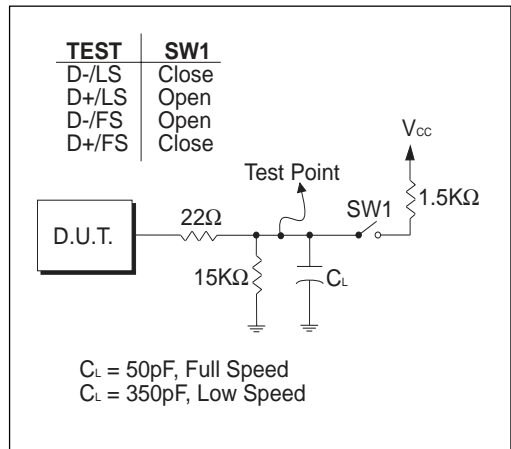 TEST SW1
D-/LS Close
D+/LS Open
D-/FS Open
D+/FS Close
Vcc
Test Point
1.5KΩ
SW1
22Ω
D.U.T.
15KΩ
CL
CL = 50pF, Full Speed
CL = 350pF, Low Speed